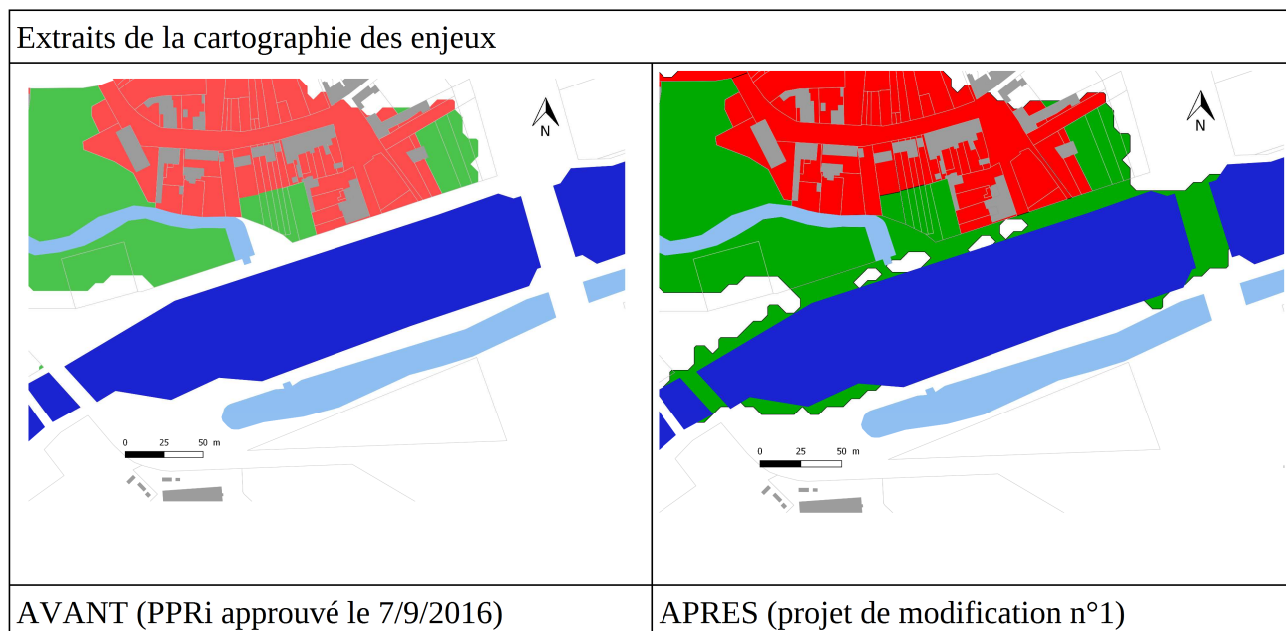 Extraits de la cartographie des enjeux
N
0 25 50 m
N
0 25 50 m
AVANT (PPRi approuvé le 7/9/2016)
APRES (projet de modification n°1)